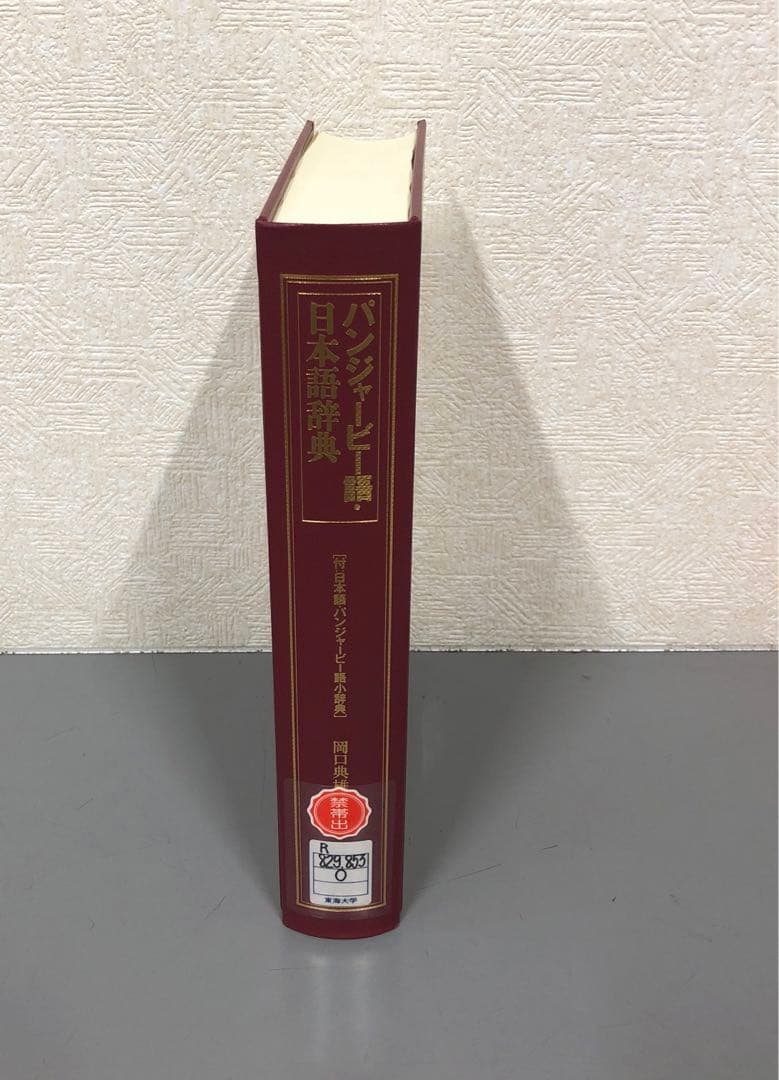 パンジャービー語・
日本語辞典
[付・日本語・パンジャービー語小辞典]
岡口典雄
禁帯出
R
829.853
O
東海大学